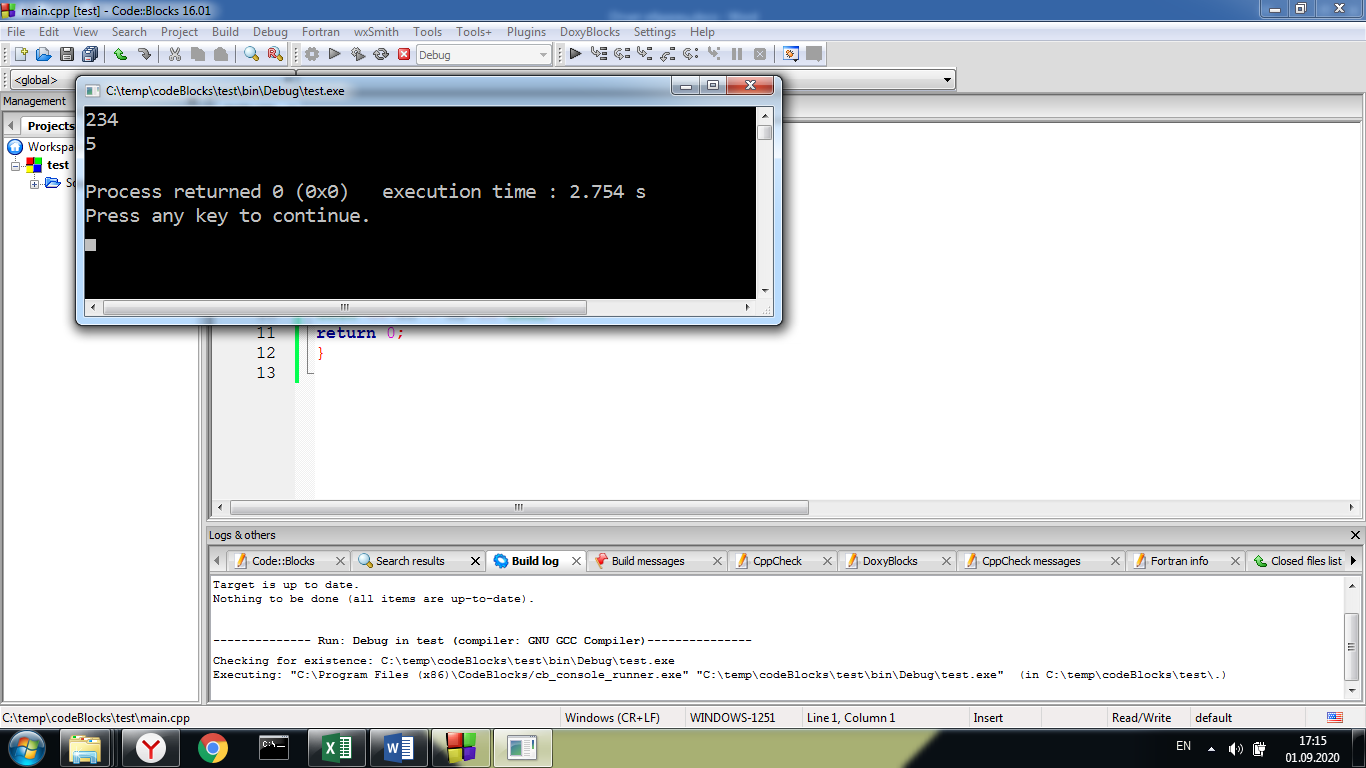 main.cpp [test] - Code::Blocks 16.01
File Edit View Search Project Build Debug Fortran wxSmith Tools Tools+ Plugins DoxyBlocks Settings Help
Debug
<global>
C:\temp\codeBlocks\test\bin\Debug\test.exe
Management
Projects
Workspa
test
So
234
5
Process returned 0 (0x0)   execution time : 2.754 s
Press any key to continue.
11 return 0;
12 }
13
Logs & others
Code::Blocks Search results Build log Build messages CppCheck DoxyBlocks CppCheck messages Fortran info Closed files list
Target is up to date.
Nothing to be done (all items are up-to-date).
-------------- Run: Debug in test (compiler: GNU GCC Compiler)---------------
Checking for existence: C:\temp\codeBlocks\test\bin\Debug\test.exe
Executing: "C:\Program Files (x86)\CodeBlocks/cb_console_runner.exe" "C:\temp\codeBlocks\test\bin\Debug\test.exe"  (in C:\temp\codeBlocks\test\.)
C:\temp\codeBlocks\test\main.cpp Windows (CR+LF) WINDOWS-1251 Line 1, Column 1 Insert Read/Write default
EN 17:15
01.09.2020